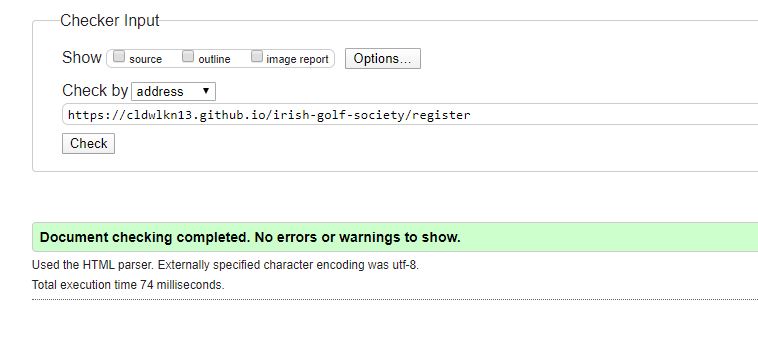 Checker Input
Show source outline image report Options...
Check by address
https://cldwlkn13.github.io/irish-golf-society/register
Check
Document checking completed. No errors or warnings to show.
Used the HTML parser. Externally specified character encoding was utf-8.
Total execution time 74 milliseconds.